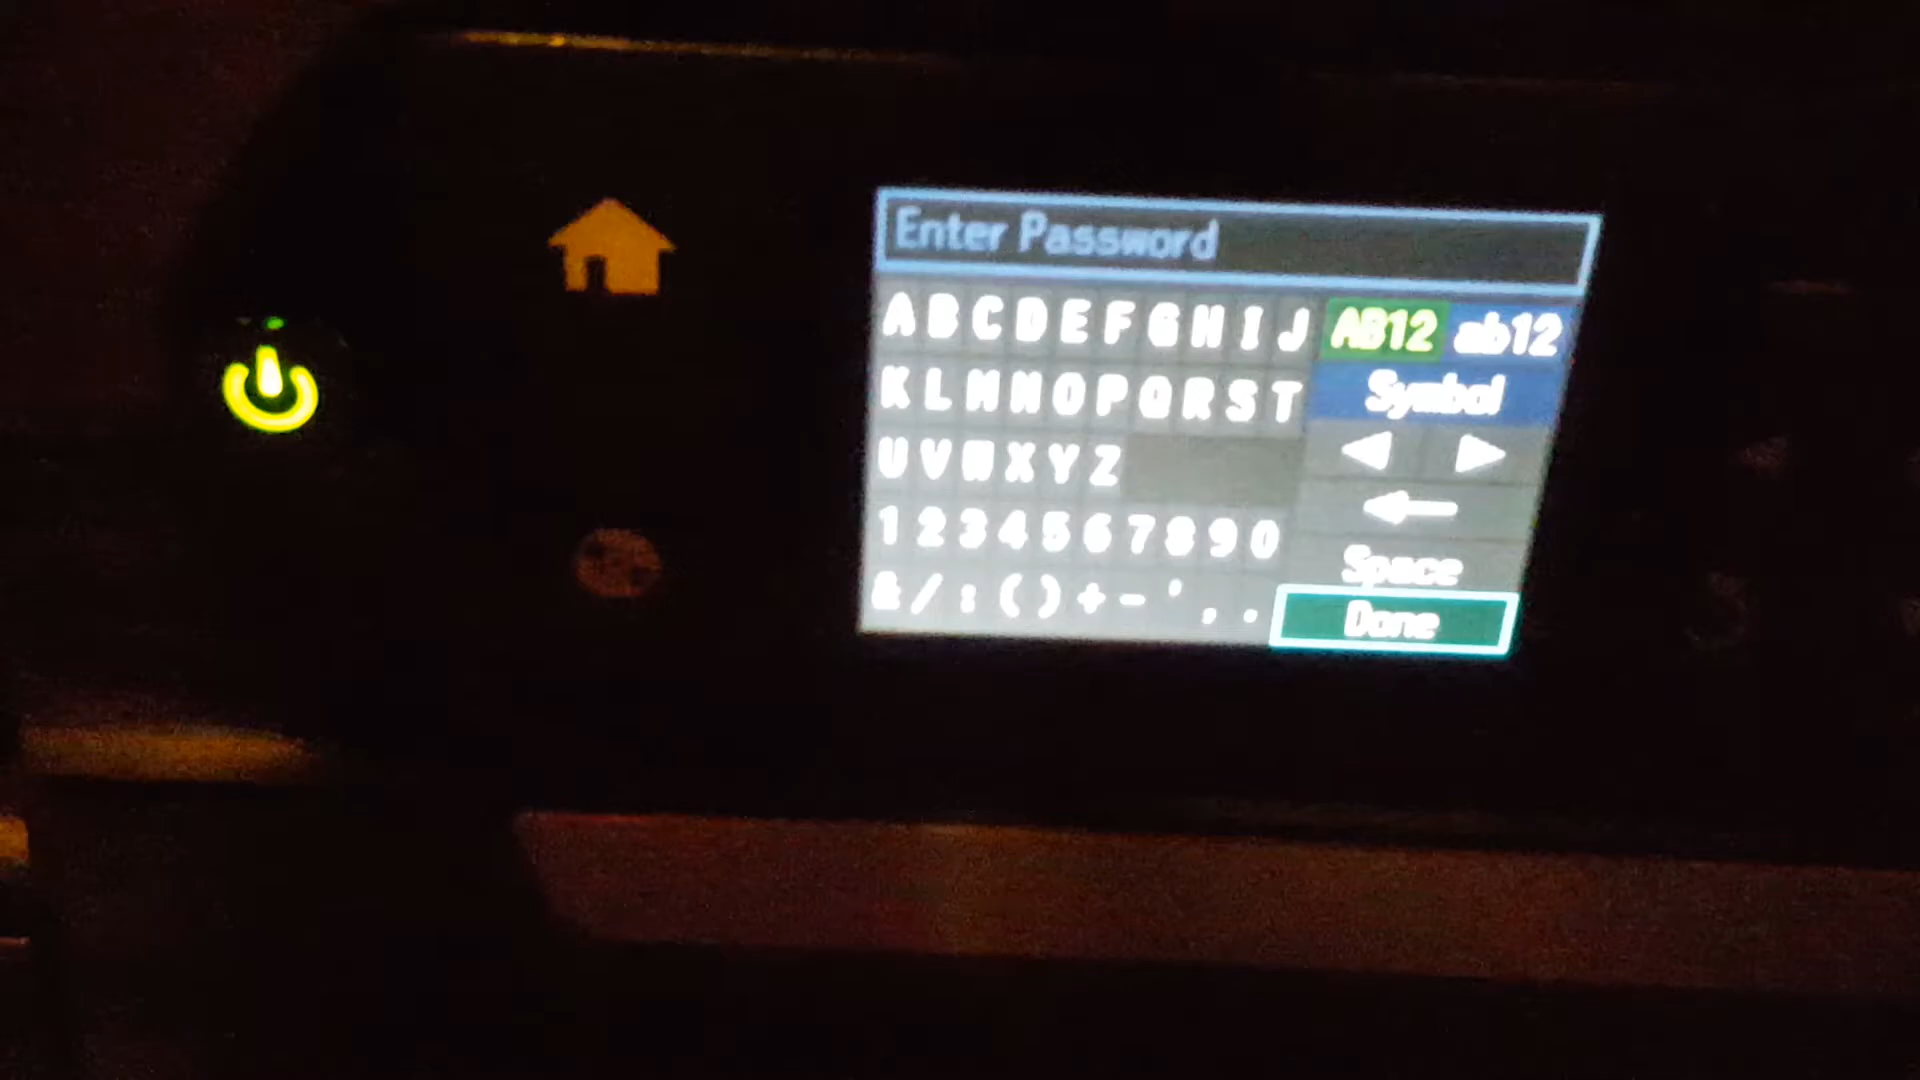 Enter Password
A B C D E F G H I J AB12 ab12
K L M N O P Q R S T Symbol
U V W X Y Z
1 2 3 4 5 6 7 8 9 0
Space
& / : ( ) + - ' , .
Done